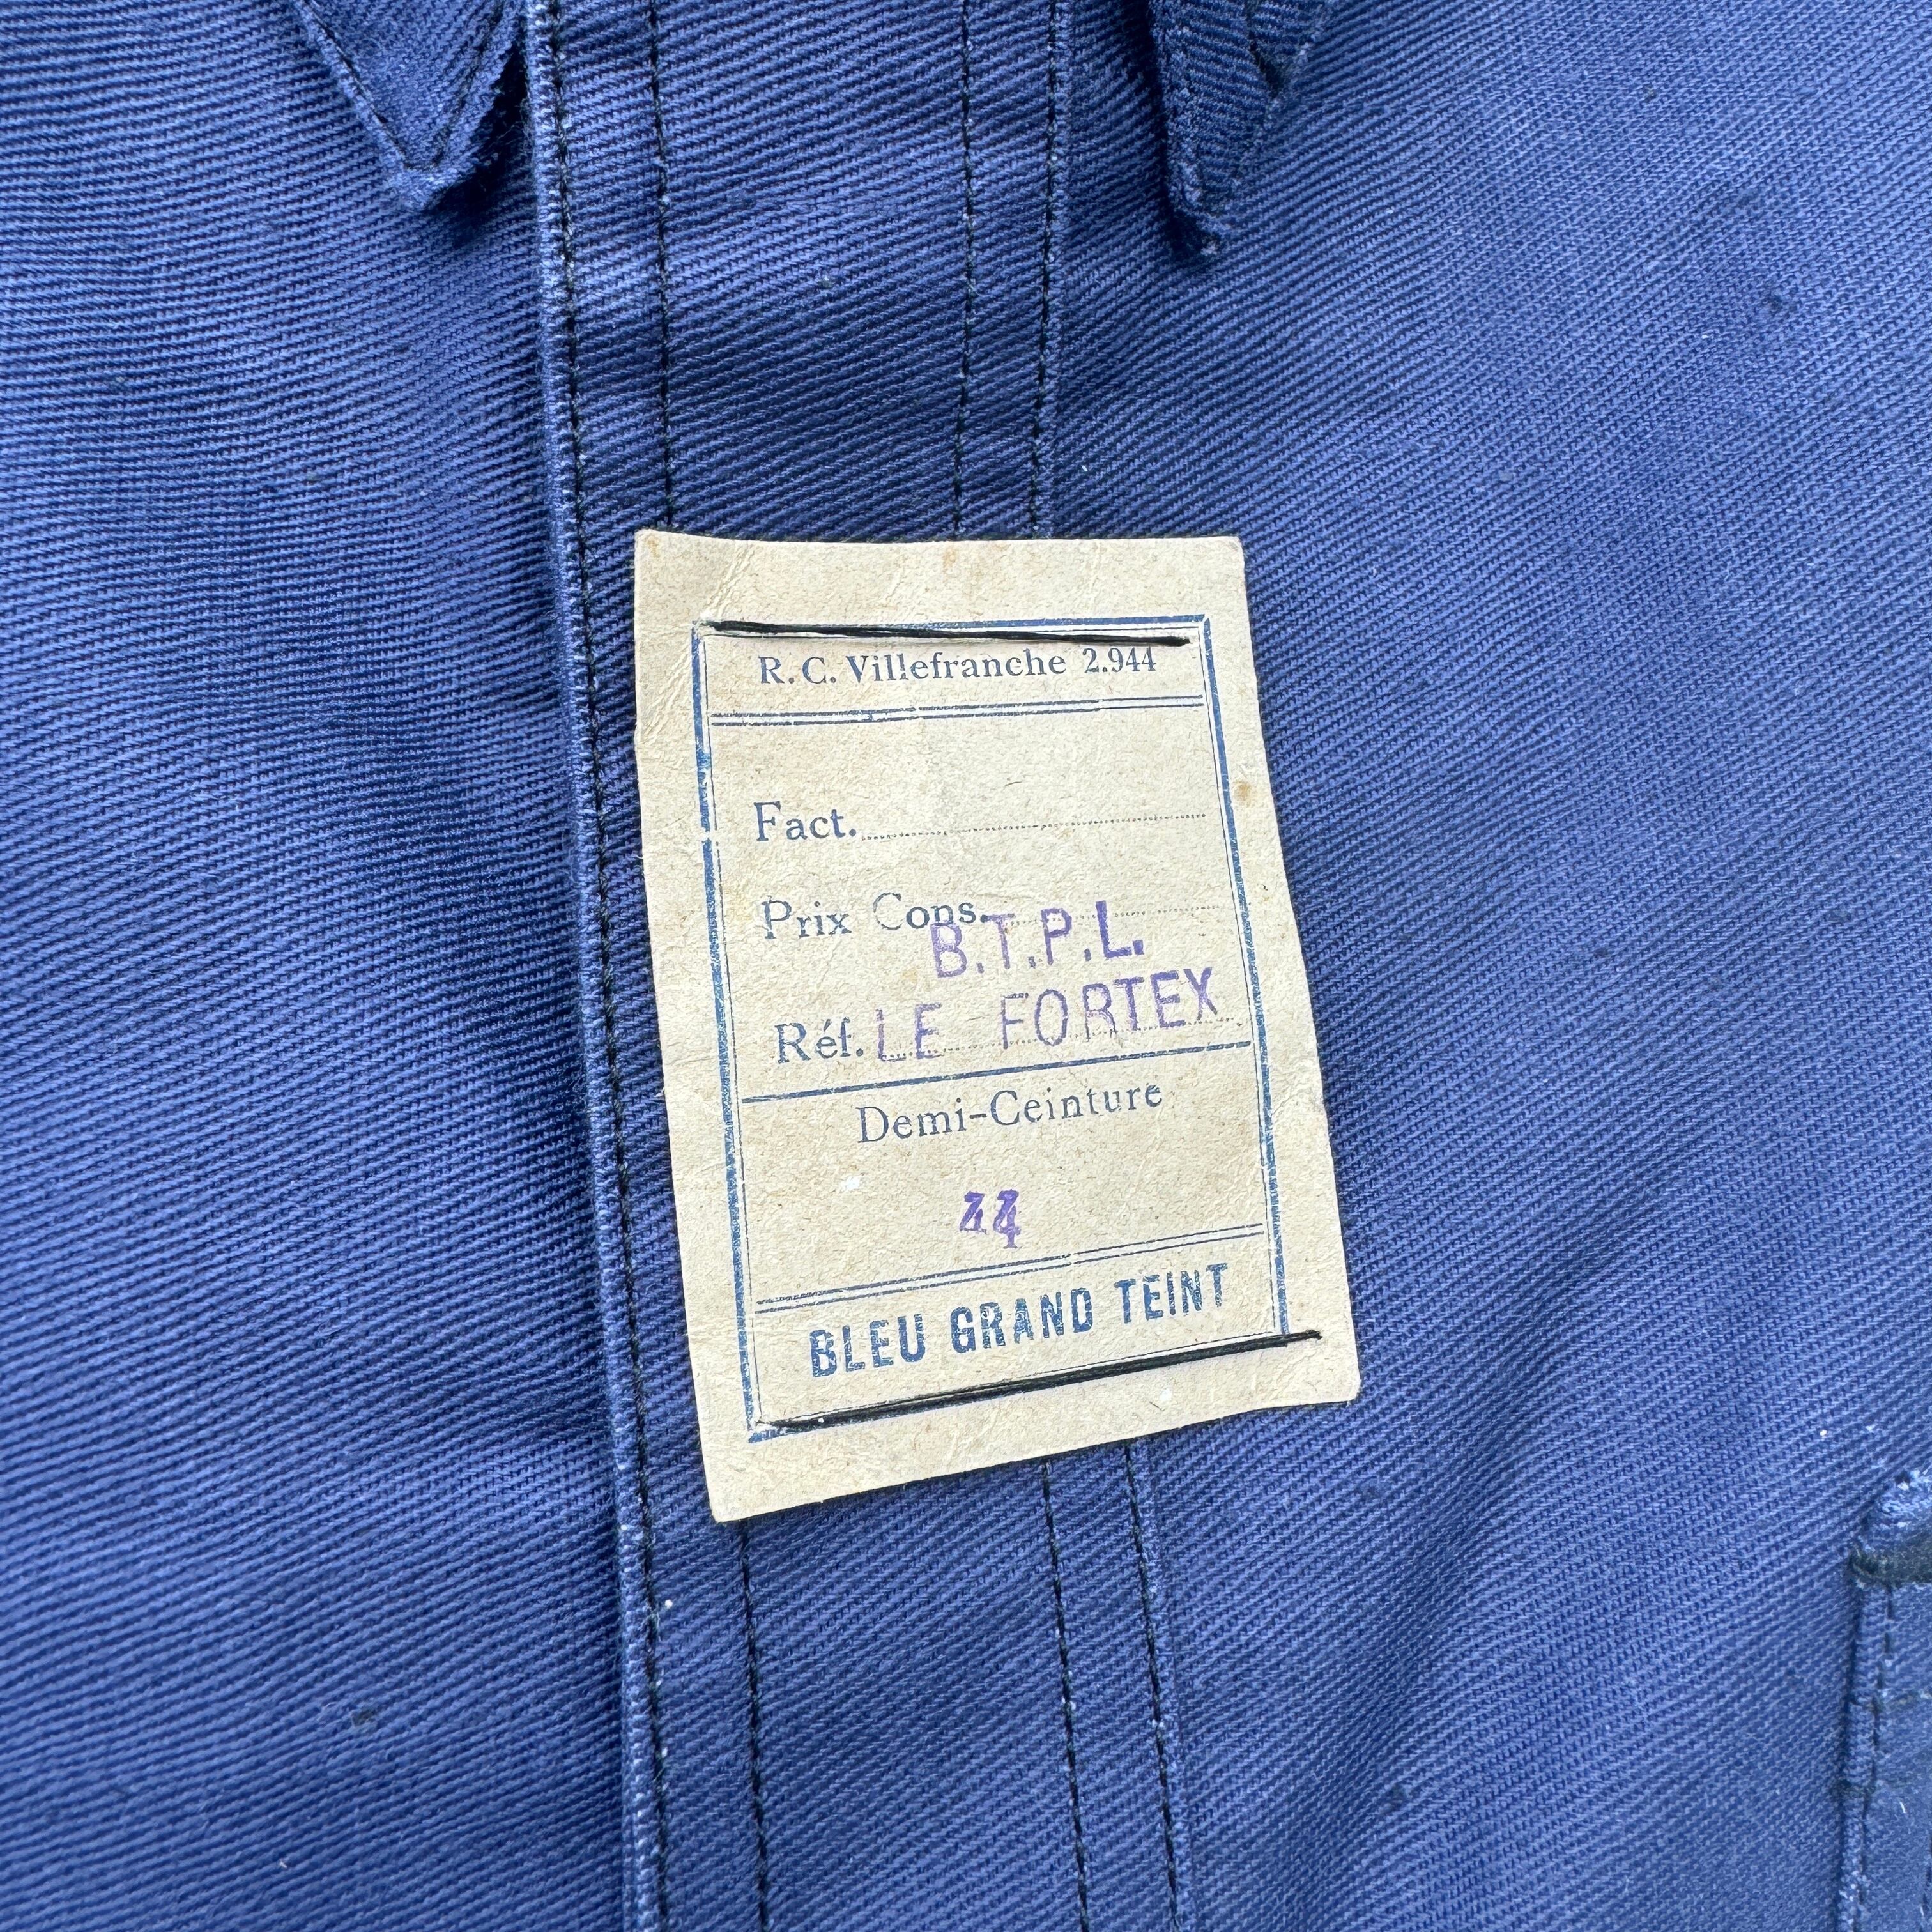 R. C. Villefranche 2.944
Fact.
Prix Cons.
B.T.P.L.
Réf. LE FORTEX
Demi-Ceinture
44
BLEU GRAND TEINT